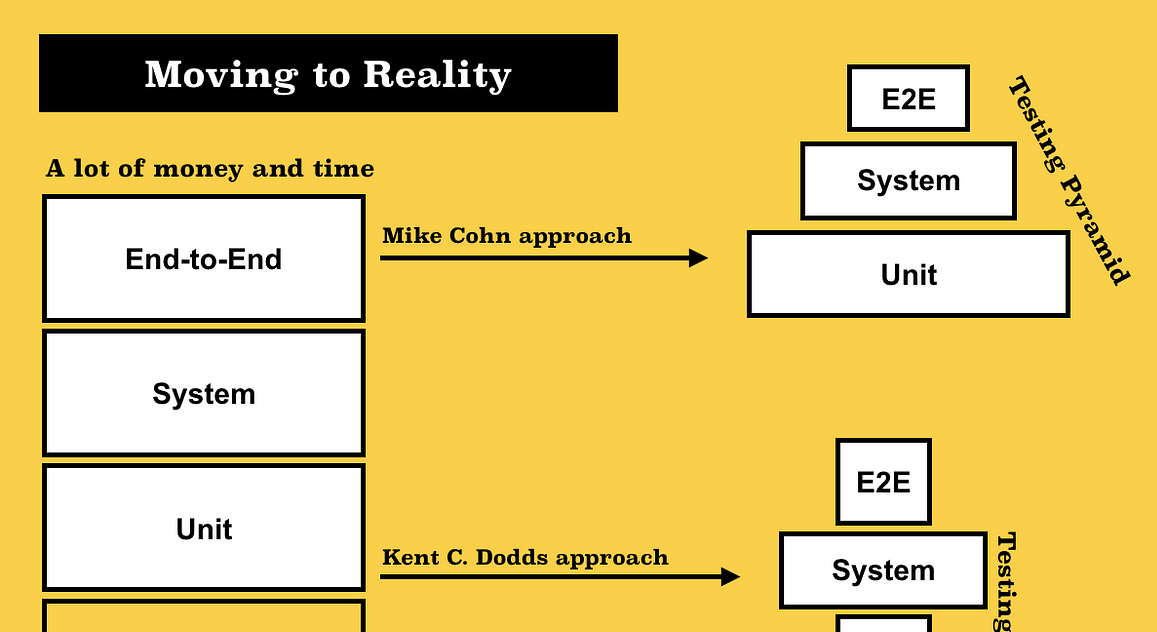 Moving to Reality
A lot of money and time
End-to-End
System
Unit
Mike Cohn approach
E2E
System
Unit
Testing Pyramid
Kent C. Dodds approach
E2E
System
Testing